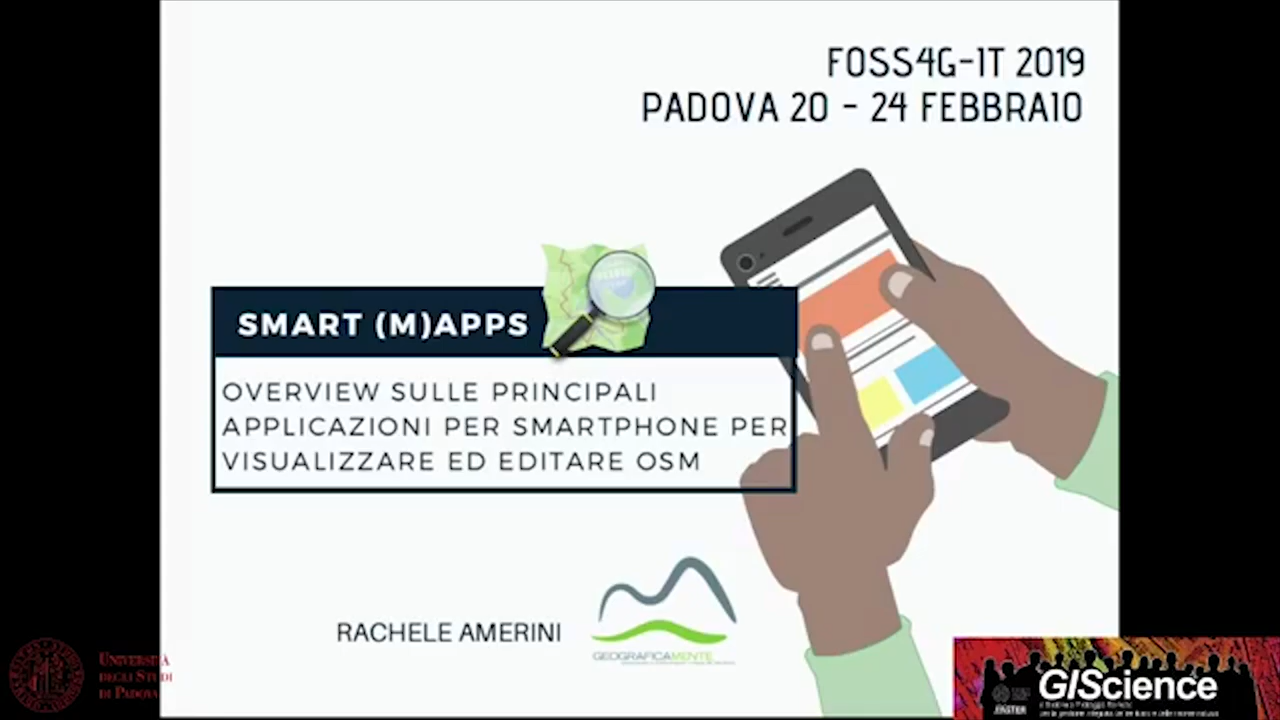 FOSS4G-IT 2019
PADOVA 20 - 24 FEBBRAIO
SMART (M)APPS
OVERVIEW SULLE PRINCIPALI
APPLICAZIONI PER SMARTPHONE PER
VISUALIZZARE ED EDITARE OSM
RACHELE AMERINI
GEOGRAFICAMENTE
UNIVERSITÀ
DEGLI STUDI
DI PADOVA
GIScience
MASTER